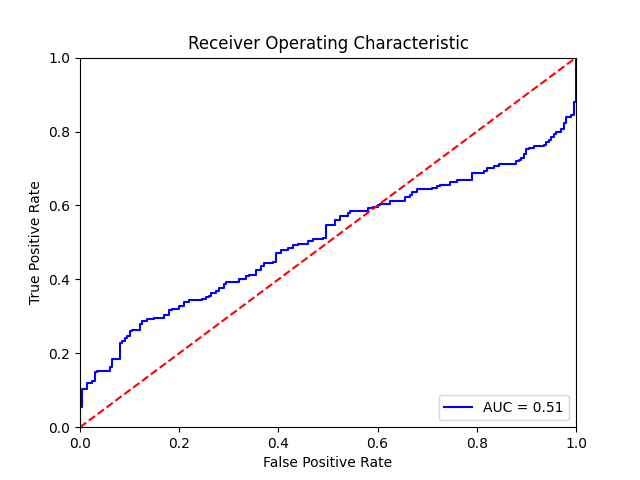 Receiver Operating Characteristic
1.0
0.8
0.6
0.4
0.2
0.0
True Positive Rate
AUC = 0.51
0.0 0.2 0.4 0.6 0.8 1.0
False Positive Rate